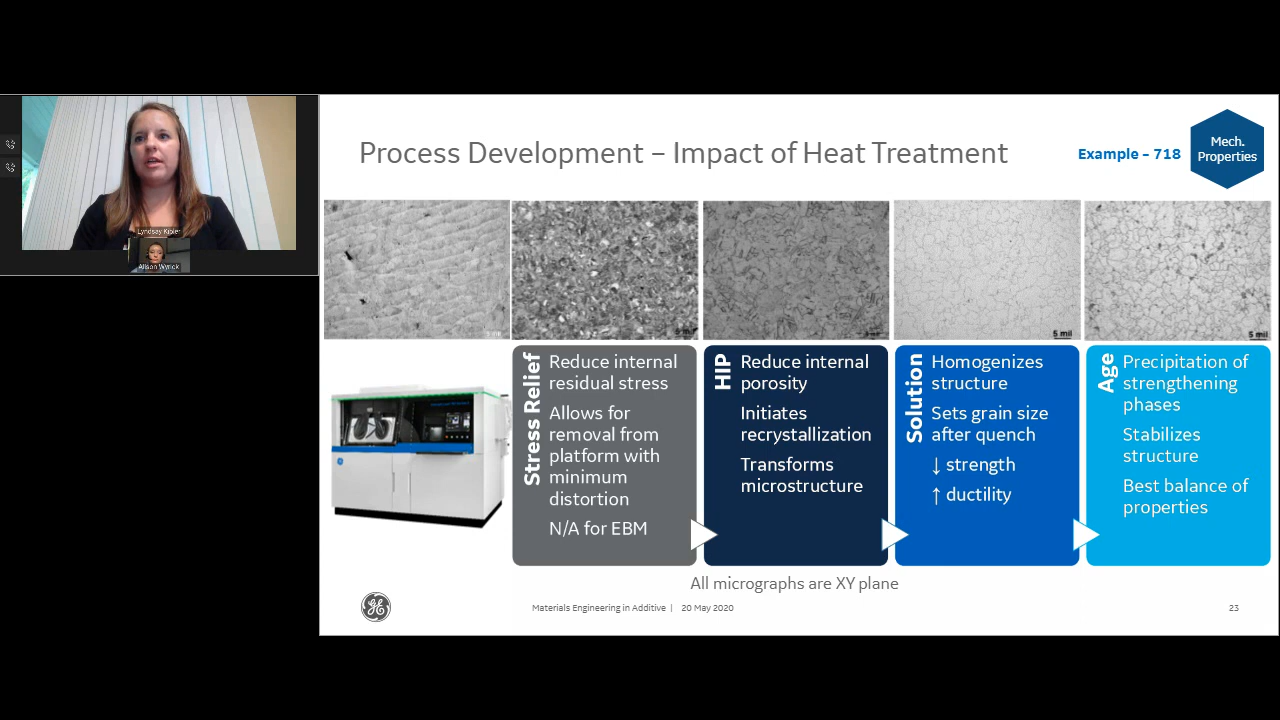 Lyndsay Kibler
Alison Wyrick
Process Development – Impact of Heat Treatment
Example – 718
Mech.
Properties
5 mil
5 mil
Stress Relief
Reduce internal
residual stress
Allows for
removal from
platform with
minimum
distortion
N/A for EBM
HIP
Reduce internal
porosity
Initiates
recrystallization
Transforms
microstructure
Solution
Homogenizes
structure
Sets grain size
after quench
↓ strength
↑ ductility
Age
Precipitation of
strengthening
phases
Stabilizes
structure
Best balance of
properties
All micrographs are XY plane
Materials Engineering in Additive | 20 May 2020
23